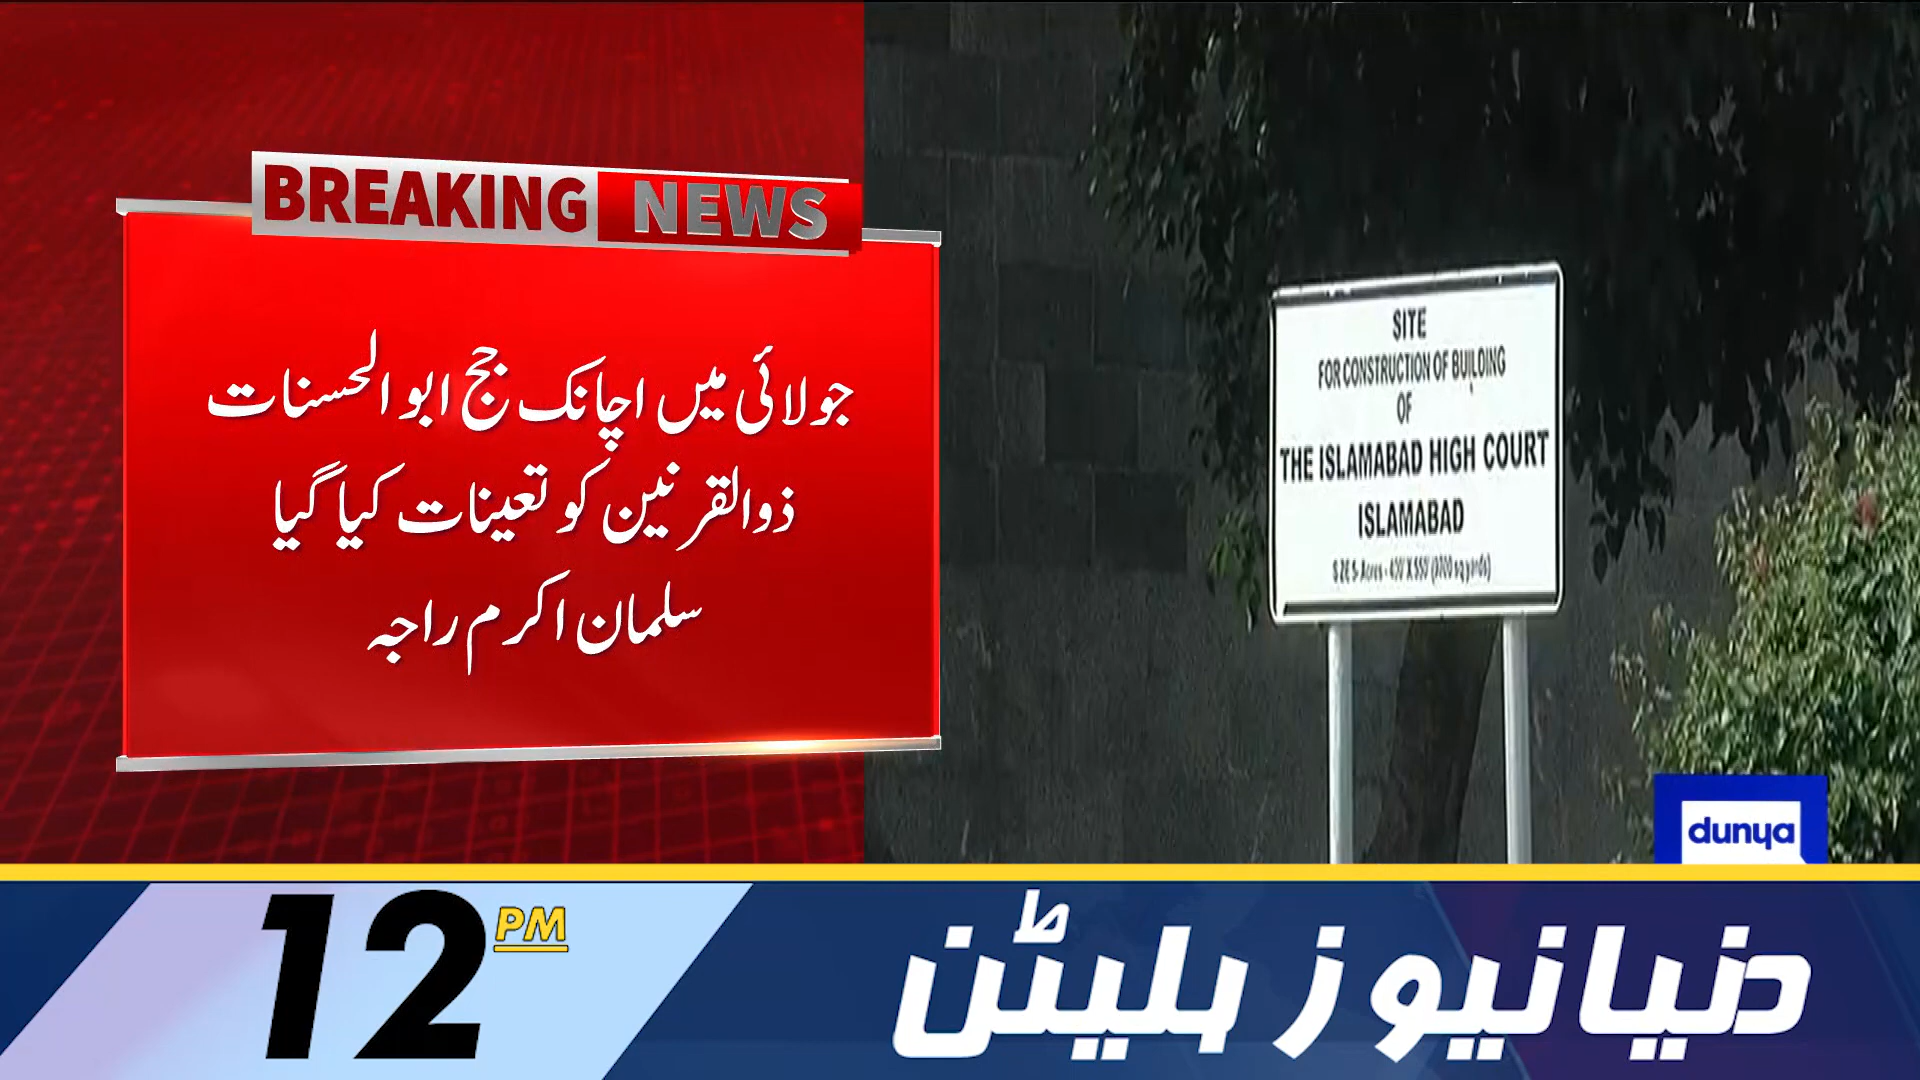 BREAKING NEWS
جولائی میں اچانک جج ابوالحسنات
ذوالقرنین کو تعینات کیا گیا
سلمان اکرم راجہ
SITE
FOR CONSTRUCTION OF BUILDING
OF
THE ISLAMABAD HIGH COURT
ISLAMABAD
dunya
12 PM
دنیا نیوز بلیٹن